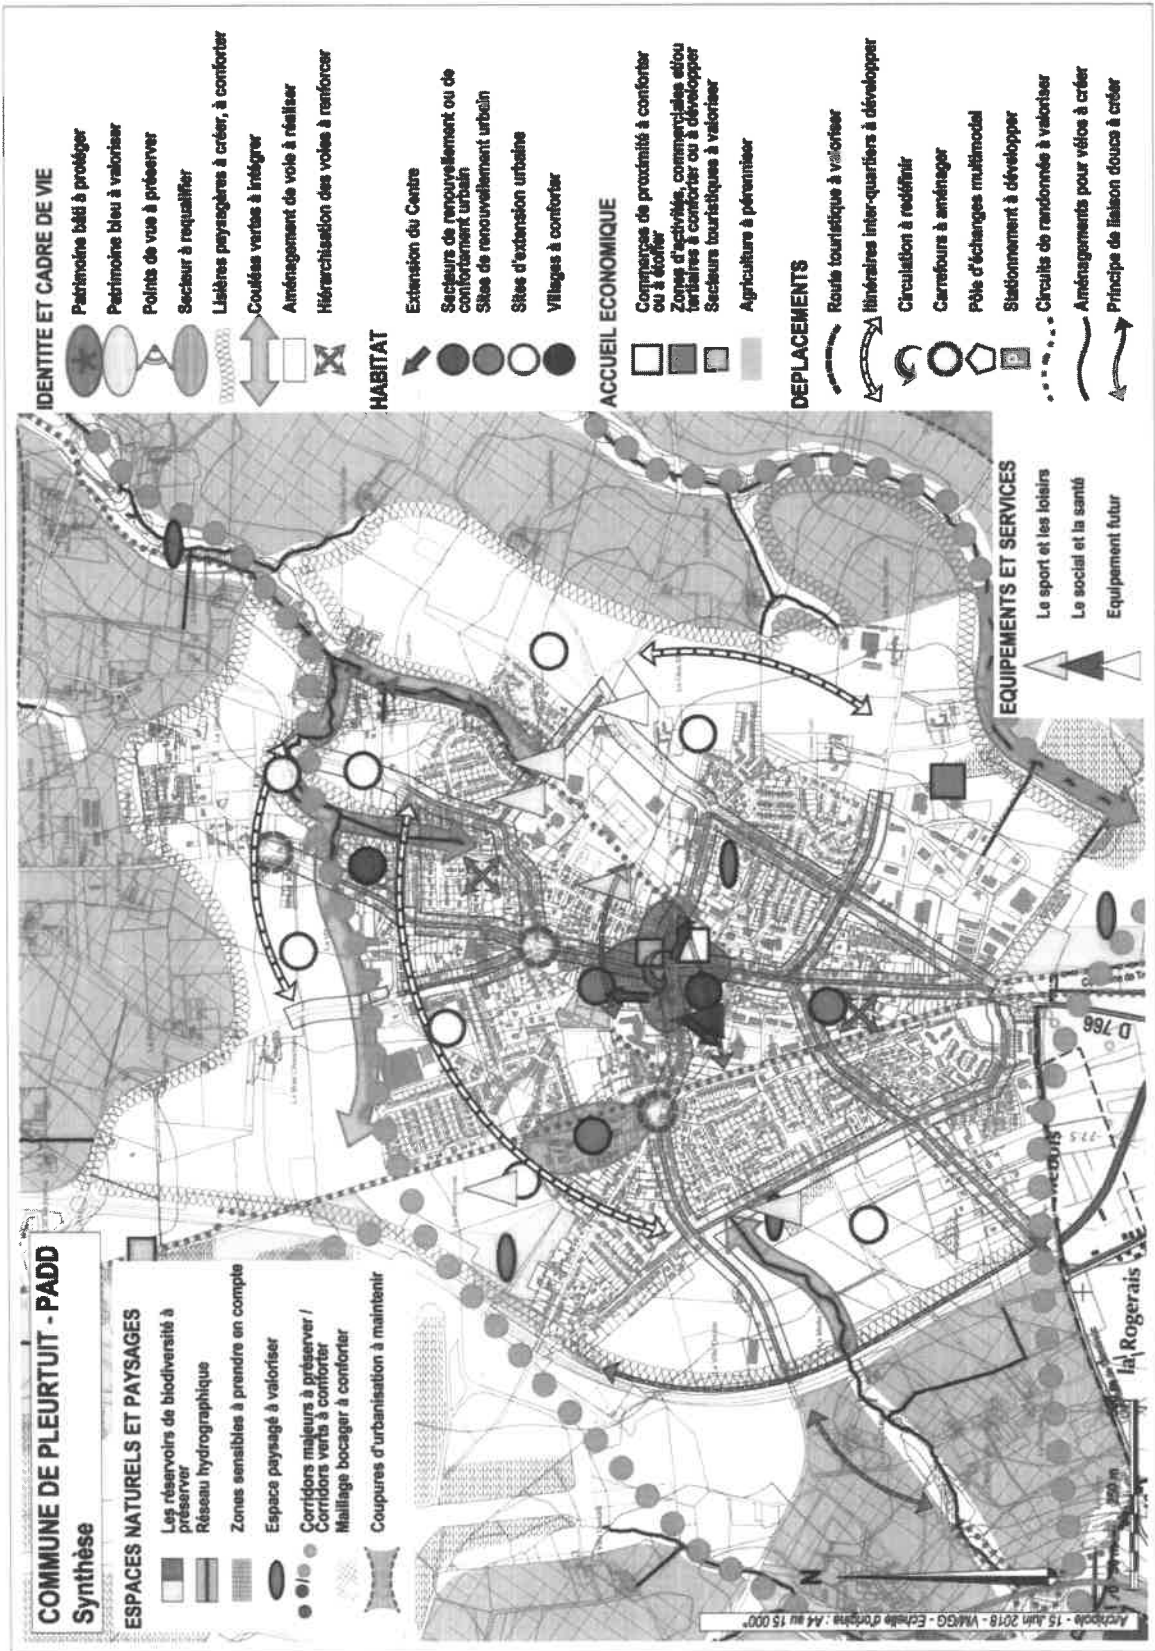 COMMUNE DE PLEURTUIT - PADD
Synthèse
ESPACES NATURELS ET PAYSAGES
Les réservoirs de biodiversité à
préserver
Réseau hydrographique
Zones sensibles à prendre en compte
Espace paysagé à valoriser
Corridors majeurs à préserver /
Corridors verts à conforter
Maillage bocager à conforter
Coupures d'urbanisation à maintenir
IDENTITE ET CADRE DE VIE
Patrimoine bâti à protéger
Patrimoine bleu à valoriser
Points de vue à préserver
Secteur à requalifier
Lisières paysagères à créer, à conforter
Coulées vertes à intégrer
Aménagement de voie à réaliser
Hiérarchisation des voies à renforcer
HABITAT
Extension du Centre
Secteurs de renouvellement ou de
confortement urbain
Sites de renouvellement urbain
Sites d'extension urbaine
Villages à conforter
ACCUEIL ECONOMIQUE
Commerces de proximité à conforter
ou à étoffer
Zones d'activités, commerciales et/ou
tertiaires à conforter ou à développer
Secteurs touristiques à valoriser
Agriculture à pérenniser
DEPLACEMENTS
Route touristique à valoriser
Itinéraires inter-quartiers à développer
Circulation à redéfinir
Carrefours à aménager
Pôle d'échanges multimodal
P
Stationnement à développer
Circuits de randonnée à valoriser
Aménagements pour vélos à créer
Principe de liaison douce à créer
EQUIPEMENTS ET SERVICES
Le sport et les loisirs
Le social et la santé
Equipement futur
D 766
la Rogerais
N
Archipole - 15 Juin 2018 - VM/GG - Echelle d'origine : A4 au 15 000°